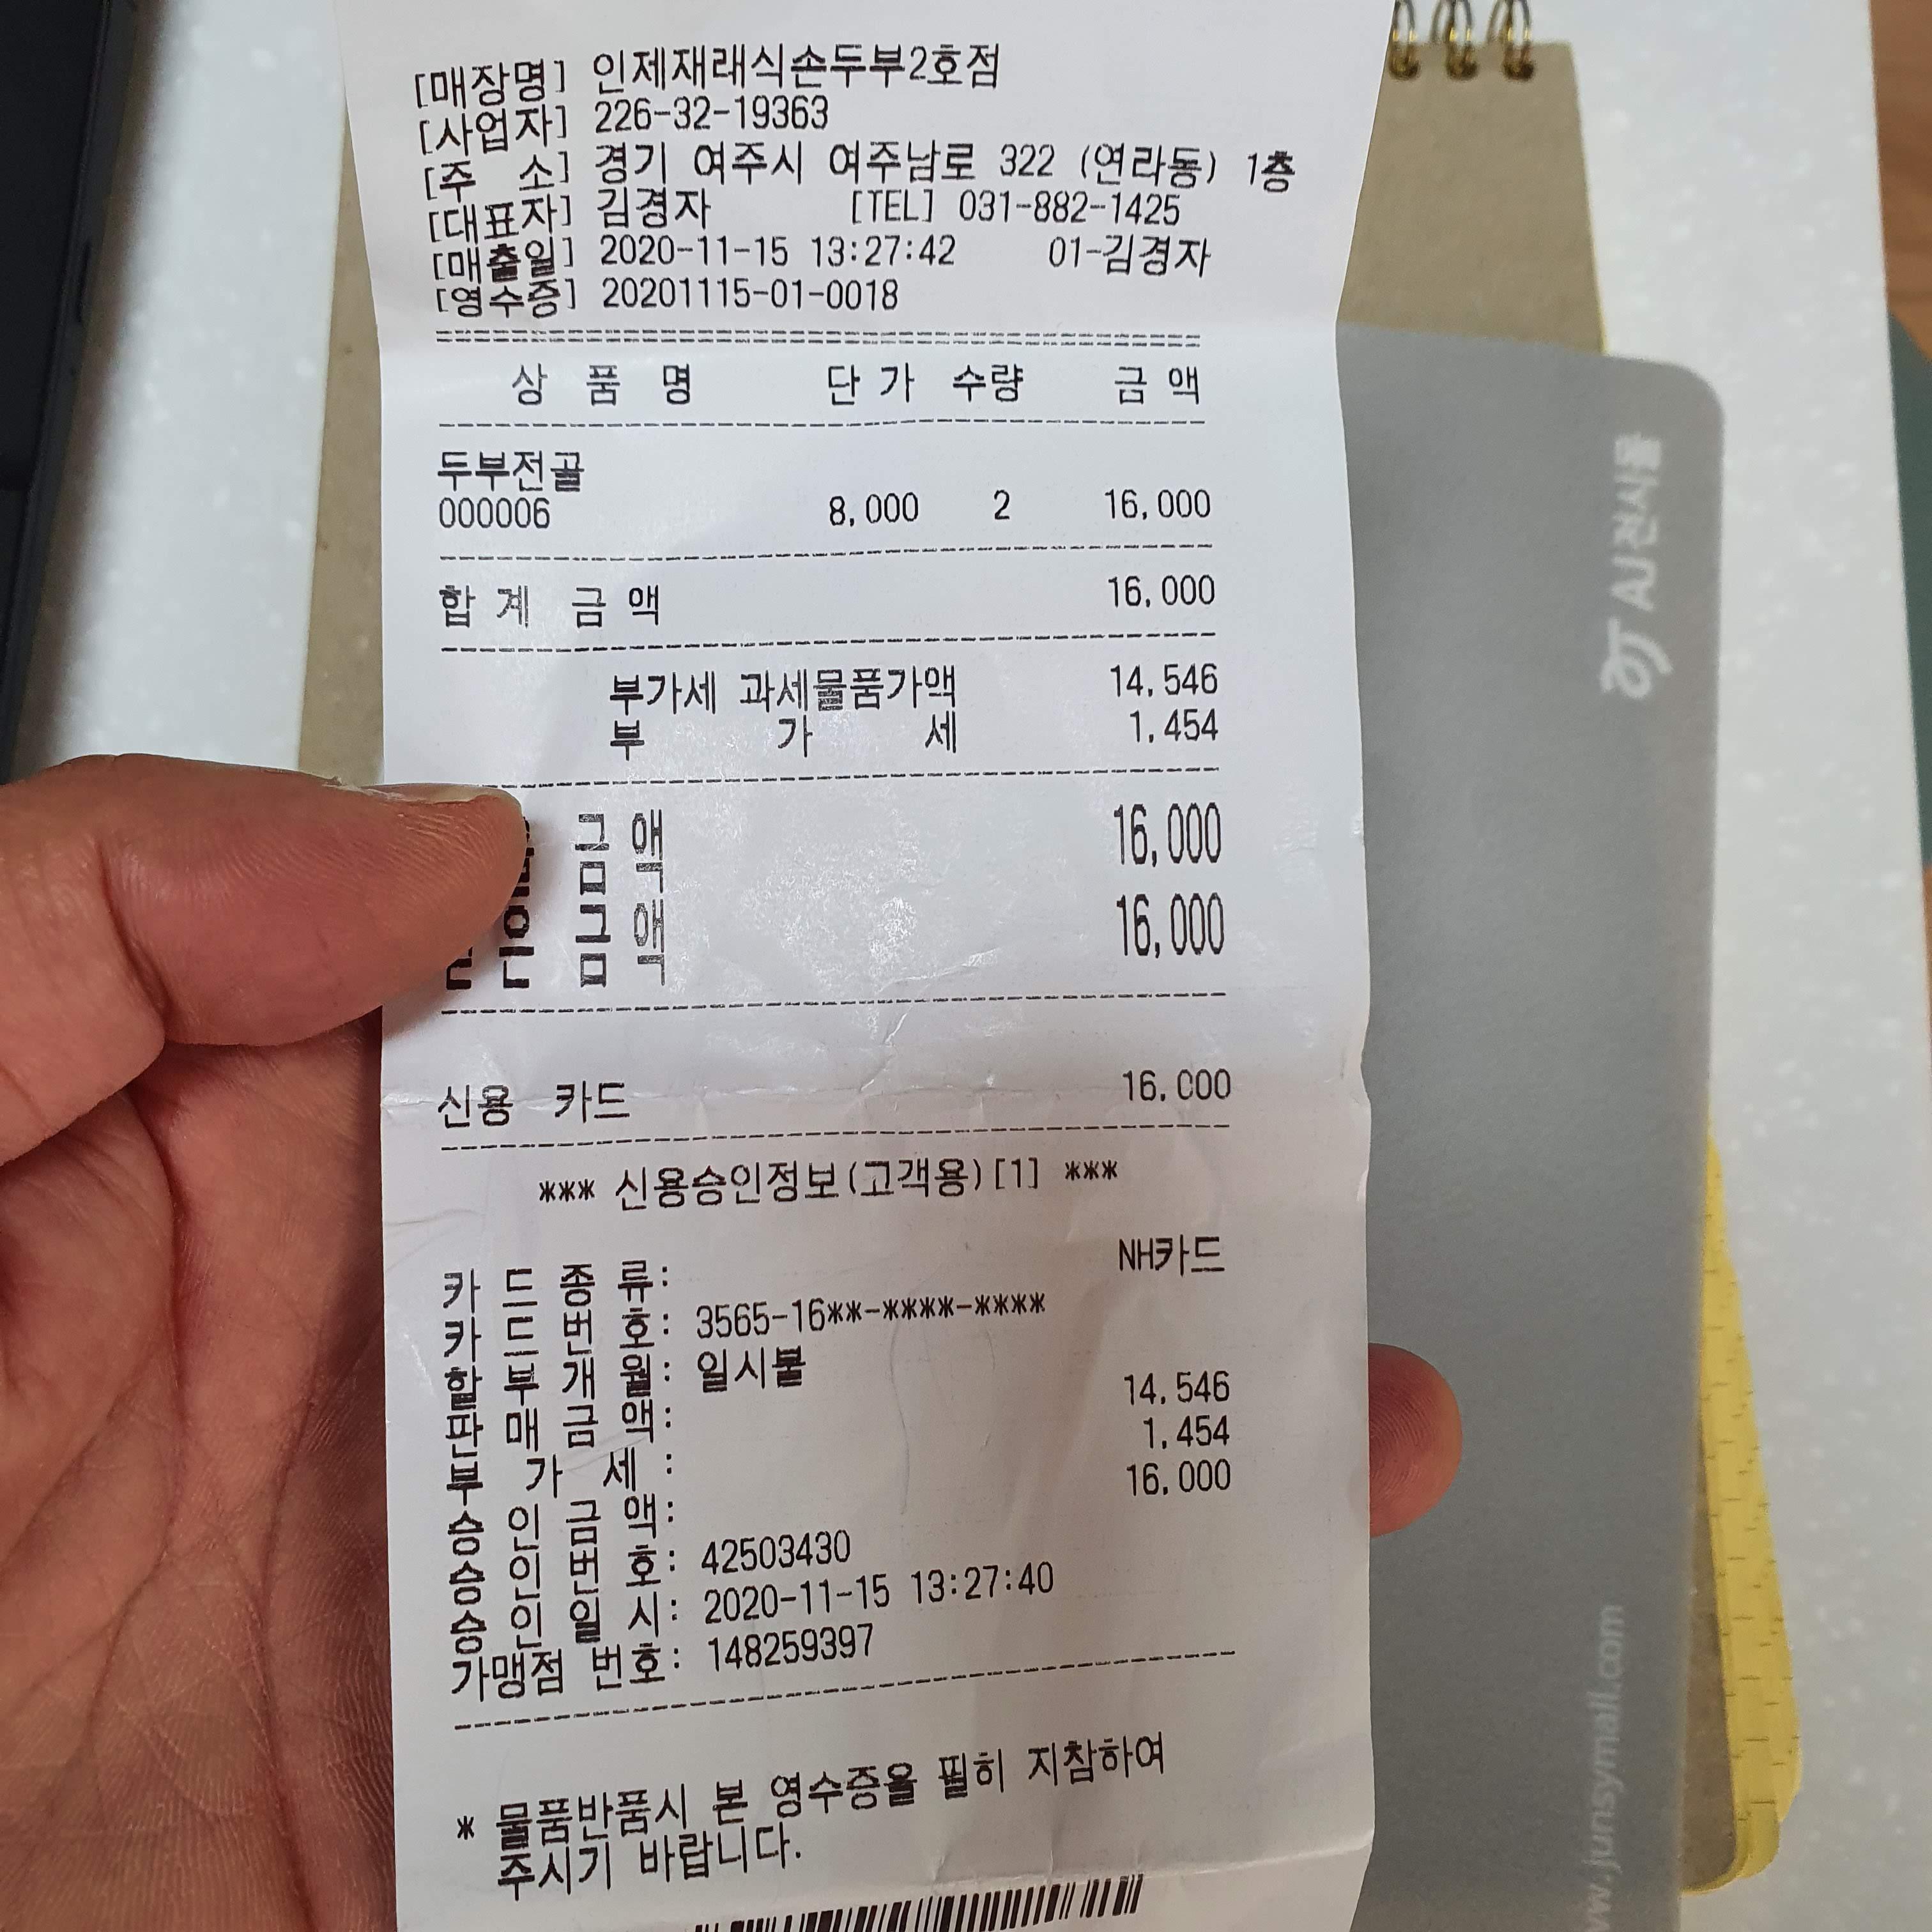 [매장명] 인제재래식손두부2호점
[사업자] 226-32-19363
[주 소] 경기 여주시 여주남로 322 (연라동) 1층
[대표자] 김경자 [TEL] 031-882-1425
[매출일] 2020-11-15 13:27:42 01-김경자
[영수증] 20201115-01-0018
상 품 명 단 가 수량 금 액
두부전골
000006 8,000 2 16,000
합 계 금 액 16,000
부가세 과세물품가액 14,546
부 가 세 1,454
금 액 16,000
은 금 액 16,000
신용 카드 16,000
*** 신용승인정보(고객용)[1] ***
카 드 종 류: NH카드
카 드 번 호: 3565-16**-****-****
할 부 개 월: 일시불
판 매 금 액: 14,546
부 가 세 : 1,454
승 인 금 액: 16,000
승 인 번 호: 42503430
승 인 일 시: 2020-11-15 13:27:40
가맹점 번호: 148259397
* 물품반품시 본 영수증을 필히 지참하여
주시기 바랍니다.
AJ전시몰
www.junsymall.com